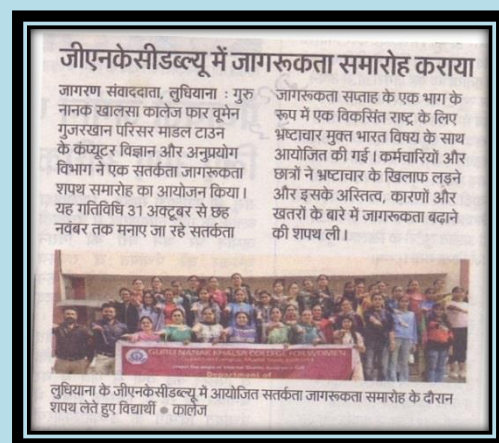 जीएनकेसीडब्ल्यू में जागरूकता समारोह कराया
जागरण संवाददाता, लुधियाना : गुरु
नानक खालसा कालेज फार वूमेन
गुजरखान परिसर माडल टाउन
के कंप्यूटर विज्ञान और अनुप्रयोग
विभाग ने एक सतर्कता जागरूकता
शपथ समारोह का आयोजन किया।
यह गतिविधि 31 अक्टूबर से छह
नवंबर तक मनाए जा रहे सतर्कता
जागरूकता सप्ताह के एक भाग के
रूप में एक विकसित राष्ट्र के लिए
भ्रष्टाचार मुक्त भारत विषय के साथ
आयोजित की गई। कर्मचारियों और
छात्रों ने भ्रष्टाचार के खिलाफ लड़ने
और इसके अस्तित्व, कारणों और
खतरों के बारे में जागरूकता बढ़ाने
की शपथ ली।
GURU NANAK KHALSA COLLEGE FOR WOMEN
Department of
लुधियाना के जीएनकेसीडब्ल्यू में आयोजित सतर्कता जागरूकता समारोह के दौरान
शपथ लेते हुए विद्यार्थी ● कालेज